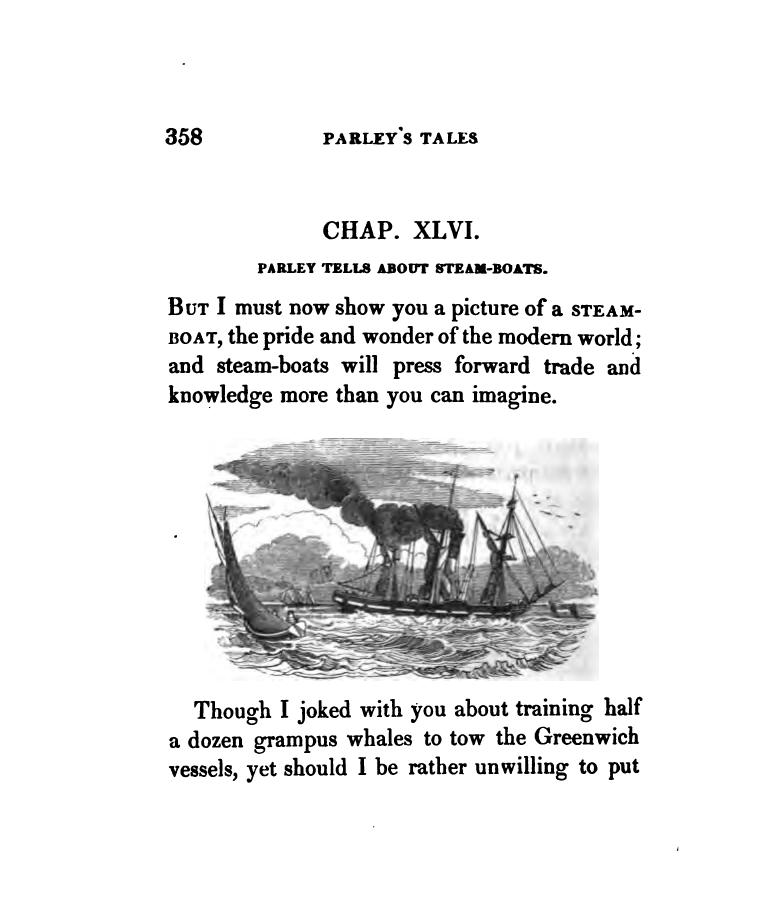 358 PARLEY'S TALES
CHAP. XLVI.
PARLEY TELLS ABOUT STEAM-BOATS.
BUT I must now show you a picture of a STEAM-
BOAT, the pride and wonder of the modern world;
and steam-boats will press forward trade and
knowledge more than you can imagine.
Though I joked with you about training half
a dozen grampus whales to tow the Greenwich
vessels, yet should I be rather unwilling to put